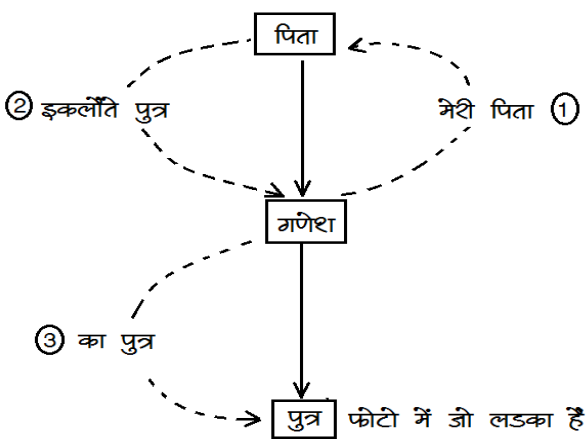 पिता
② इकलौंते पुत्र
मेरी पिता ①
गणेश
③ का पुत्र
पुत्र फोटो में जो लडका हैं